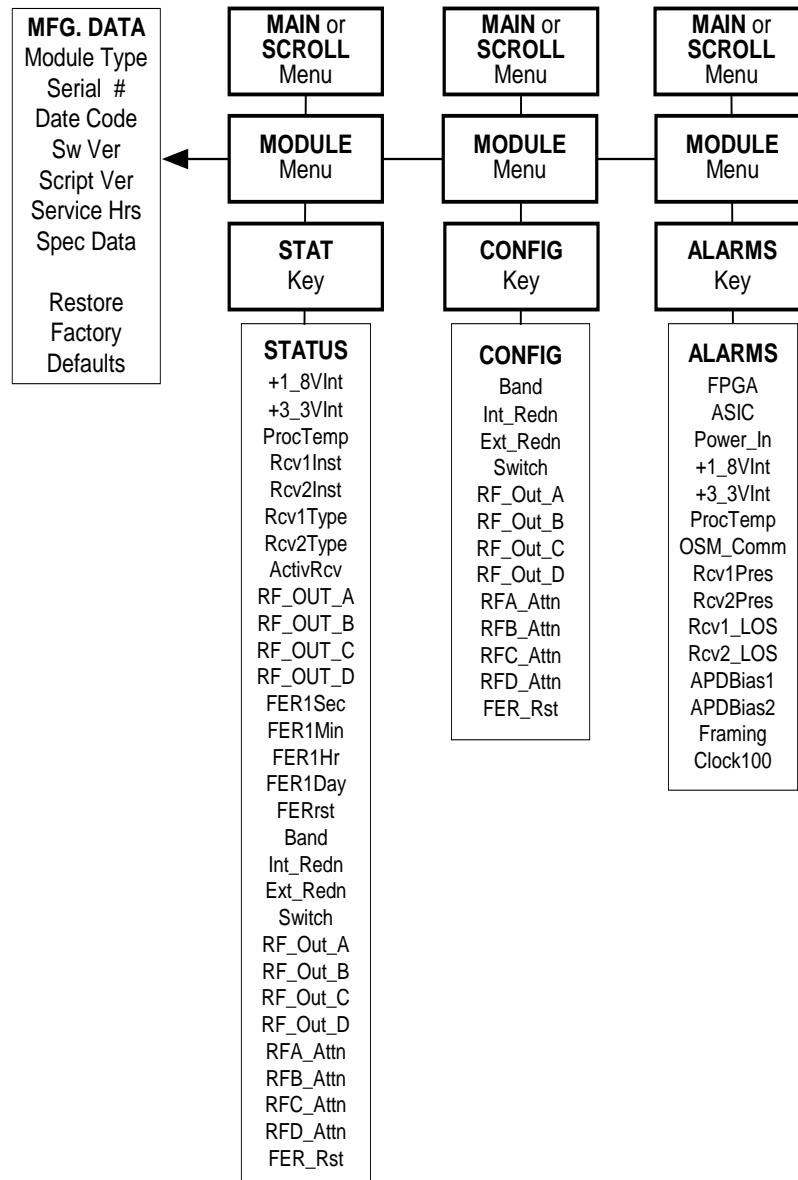 MFG. DATA
Module Type
Serial #
Date Code
Sw Ver
Script Ver
Service Hrs
Spec Data
Restore
Factory
Defaults
MAIN or
SCROLL
Menu
MODULE
Menu
STAT
Key
STATUS
+1_8VInt
+3_3VInt
ProcTemp
Rcv1Inst
Rcv2Inst
Rcv1Type
Rcv2Type
ActivRcv
RF_OUT_A
RF_OUT_B
RF_OUT_C
RF_OUT_D
FER1Sec
FER1Min
FER1Hr
FER1Day
FERrst
Band
Int_Redn
Ext_Redn
Switch
RF_Out_A
RF_Out_B
RF_Out_C
RF_Out_D
RFA_Attn
RFB_Attn
RFC_Attn
RFD_Attn
FER_Rst
MAIN or
SCROLL
Menu
MODULE
Menu
CONFIG
Key
CONFIG
Band
Int_Redn
Ext_Redn
Switch
RF_Out_A
RF_Out_B
RF_Out_C
RF_Out_D
RFA_Attn
RFB_Attn
RFC_Attn
RFD_Attn
FER_Rst
MAIN or
SCROLL
Menu
MODULE
Menu
ALARMS
Key
ALARMS
FPGA
ASIC
Power_In
+1_8VInt
+3_3VInt
ProcTemp
OSM_Comm
Rcv1Pres
Rcv2Pres
Rcv1_LOS
Rcv2_LOS
APDBias1
APDBias2
Framing
Clock100